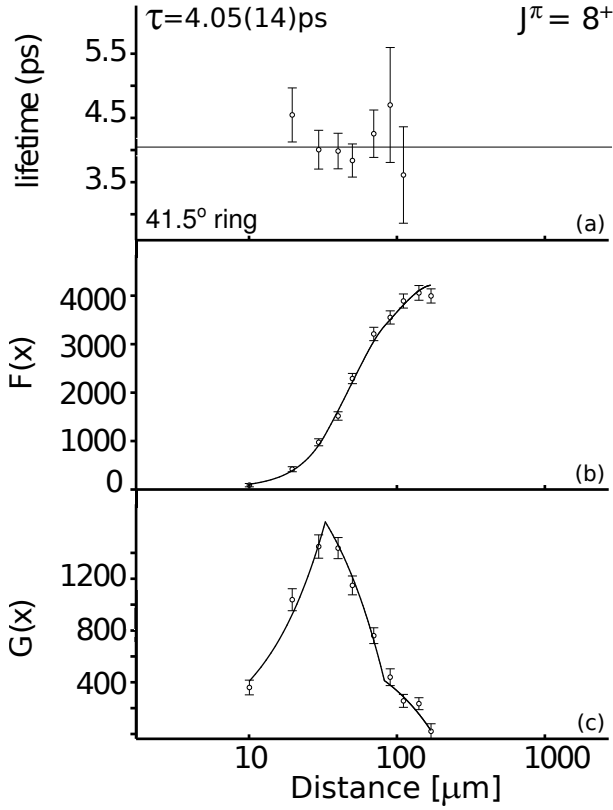 τ=4.05(14)ps
J^π = 8^+
5.5
4.5
3.5
lifetime (ps)
41.5° ring
(a)
4000
3000
2000
1000
0
F(x)
(b)
1200
800
400
G(x)
(c)
10
100
1000
Distance [μm]